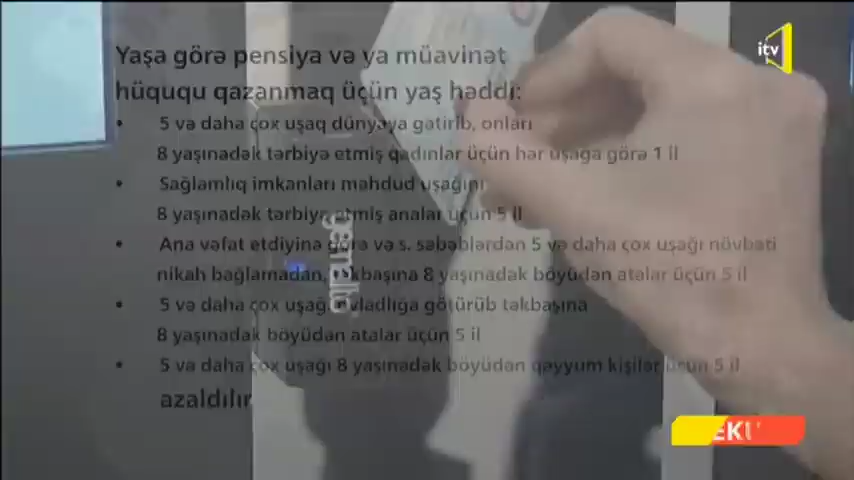 itv
Yaşa görə pensiya və ya müavinət
hüququ qazanmaq üçün yaş həddi:
• 5 və daha çox uşaq dünyaya gətirib, onları
8 yaşınadək tərbiyə etmiş qadınlar üçün hər uşağa görə 1 il
• Sağlamlıq imkanları məhdud uşağını
8 yaşınadək tərbiyə etmiş analar üçün 5 il
• Ana vəfat etdiyinə görə və s. səbəblərdən 5 və daha çox uşağı növbəti
nikah bağlamadan, təkbaşına 8 yaşınadək böyüdən atalar üçün 5 il
• 5 və daha çox uşağı övladlığa götürüb təkbaşına
8 yaşınadək böyüdən atalar üçün 5 il
• 5 və daha çox uşağı 8 yaşınadək böyüdən qəyyum kişilər üçün 5 il
azaldılır
gemalto